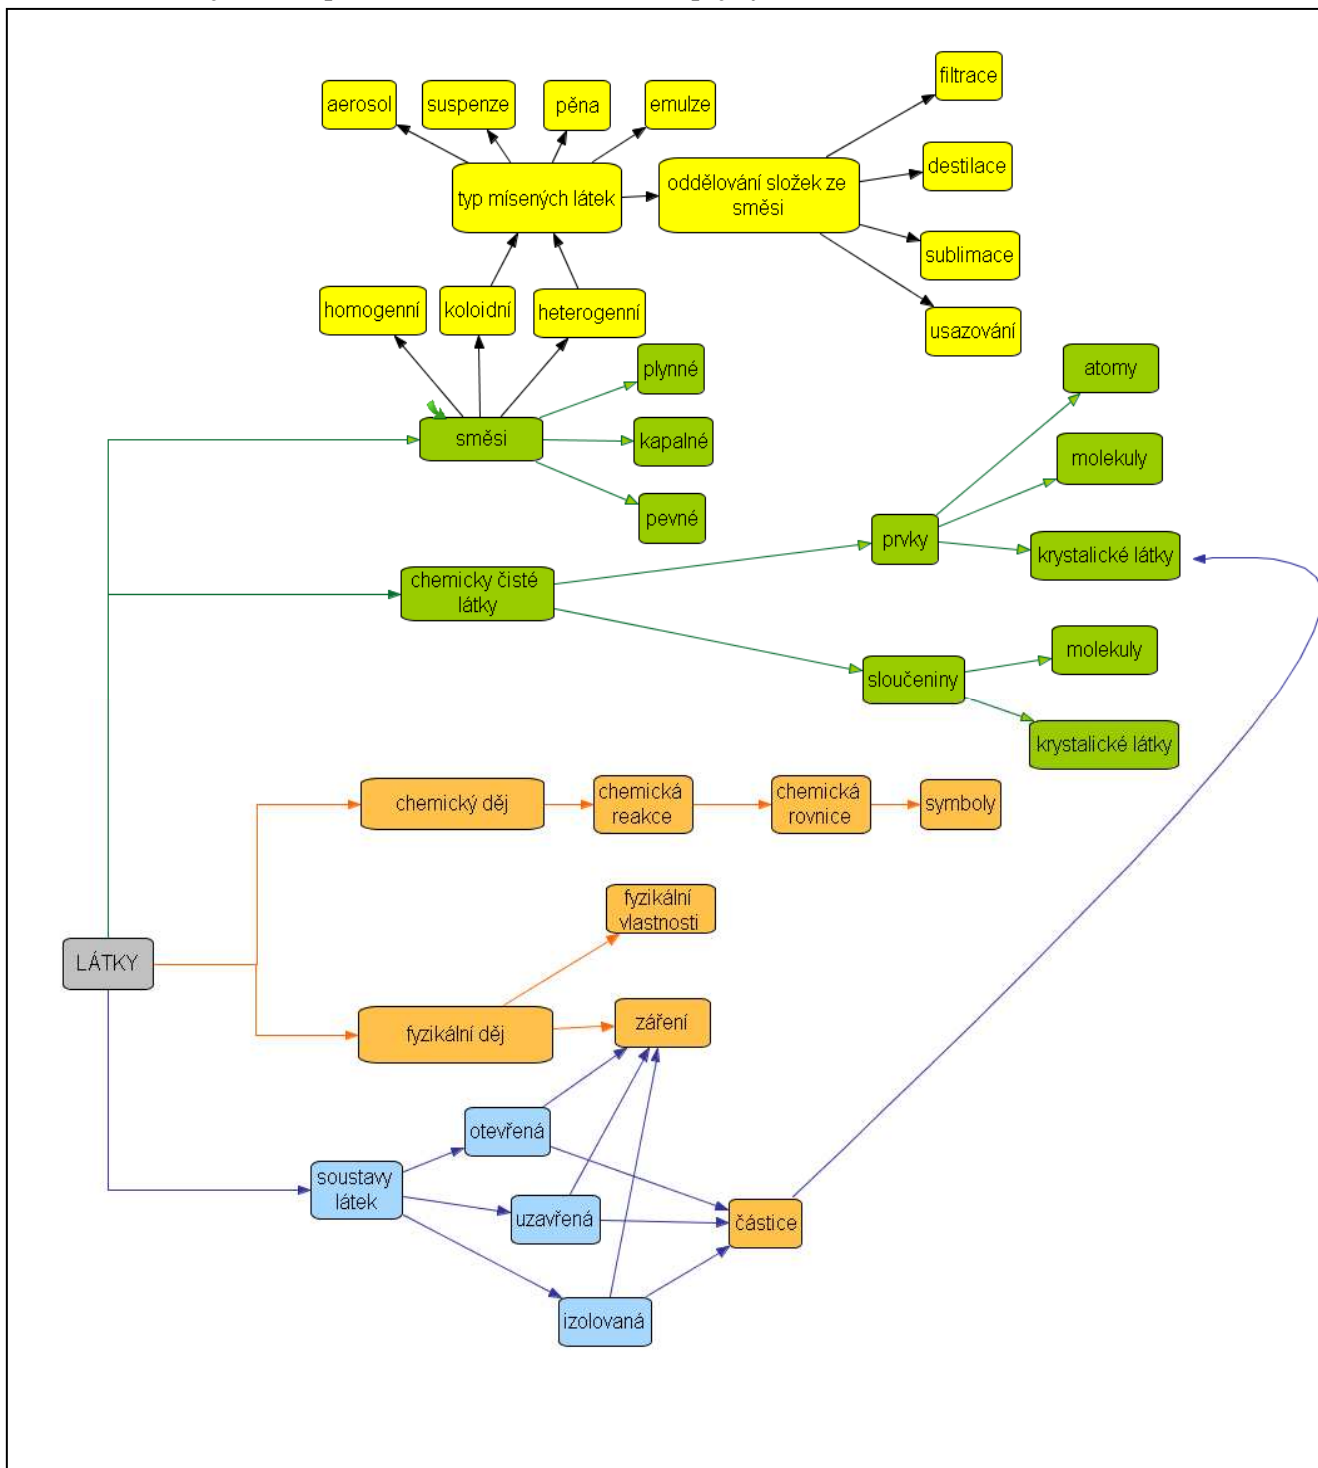 filtrace
aerosol
suspenze
pěna
emulze
destilace
typ mísených látek
oddělování složek ze
směsi
sublimace
homogenní
koloidní
heterogenní
usazování
plynné
atomy
směsi
kapalné
molekuly
pevné
prvky
krystalické látky
chemicky čisté
látky
molekuly
sloučeniny
krystalické látky
chemický děj
chemická
reakce
chemická
rovnice
symboly
fyzikální
vlastnosti
LÁTKY
fyzikální děj
záření
otevřená
soustavy
látek
uzavřená
částice
izolovaná